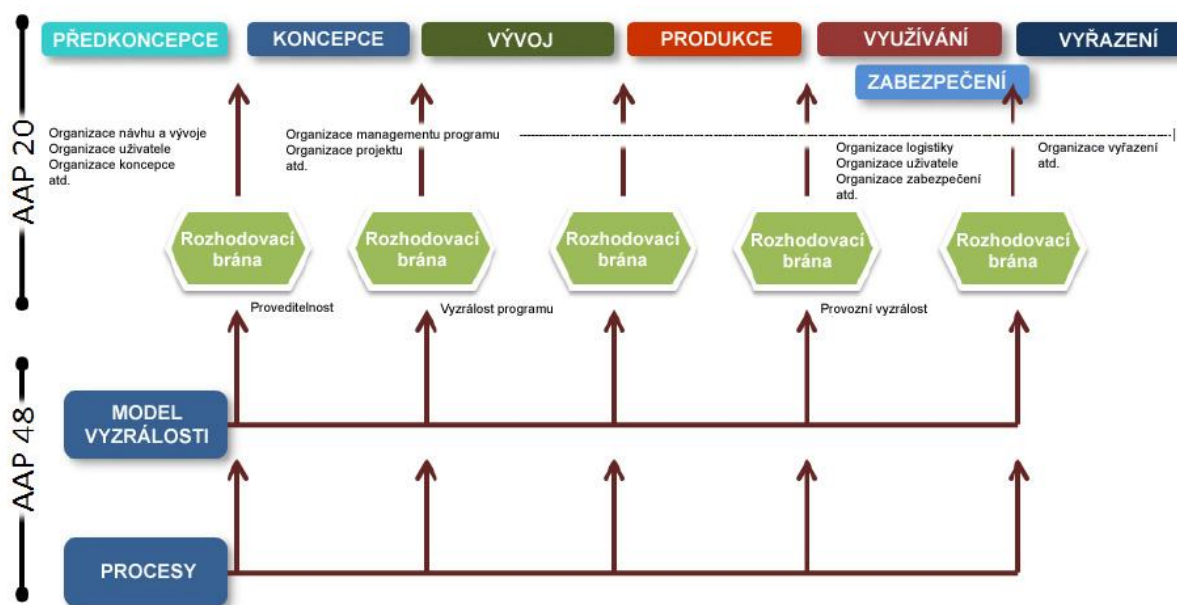 PŘEDKONCEPCE
KONCEPCE
VÝVOJ
PRODUKCE
VYUŽÍVÁNÍ
VYŘAZENÍ
ZABEZPEČENÍ
AAP 20
Organizace návhu a vývoje
Organizace uživatele
Organizace koncepce
atd.
Organizace managementu programu
Organizace projektu
atd.
Organizace logistiky
Organizace uživatele
Organizace zabezpečení
atd.
Organizace vyřazení
atd.
Rozhodovací
brána
Rozhodovací
brána
Rozhodovací
brána
Rozhodovací
brána
Rozhodovací
brána
Proveditelnost
Vyzrálost programu
Provozní vyzrálost
AAP 48
MODEL
VYZRÁLOSTI
PROCESY